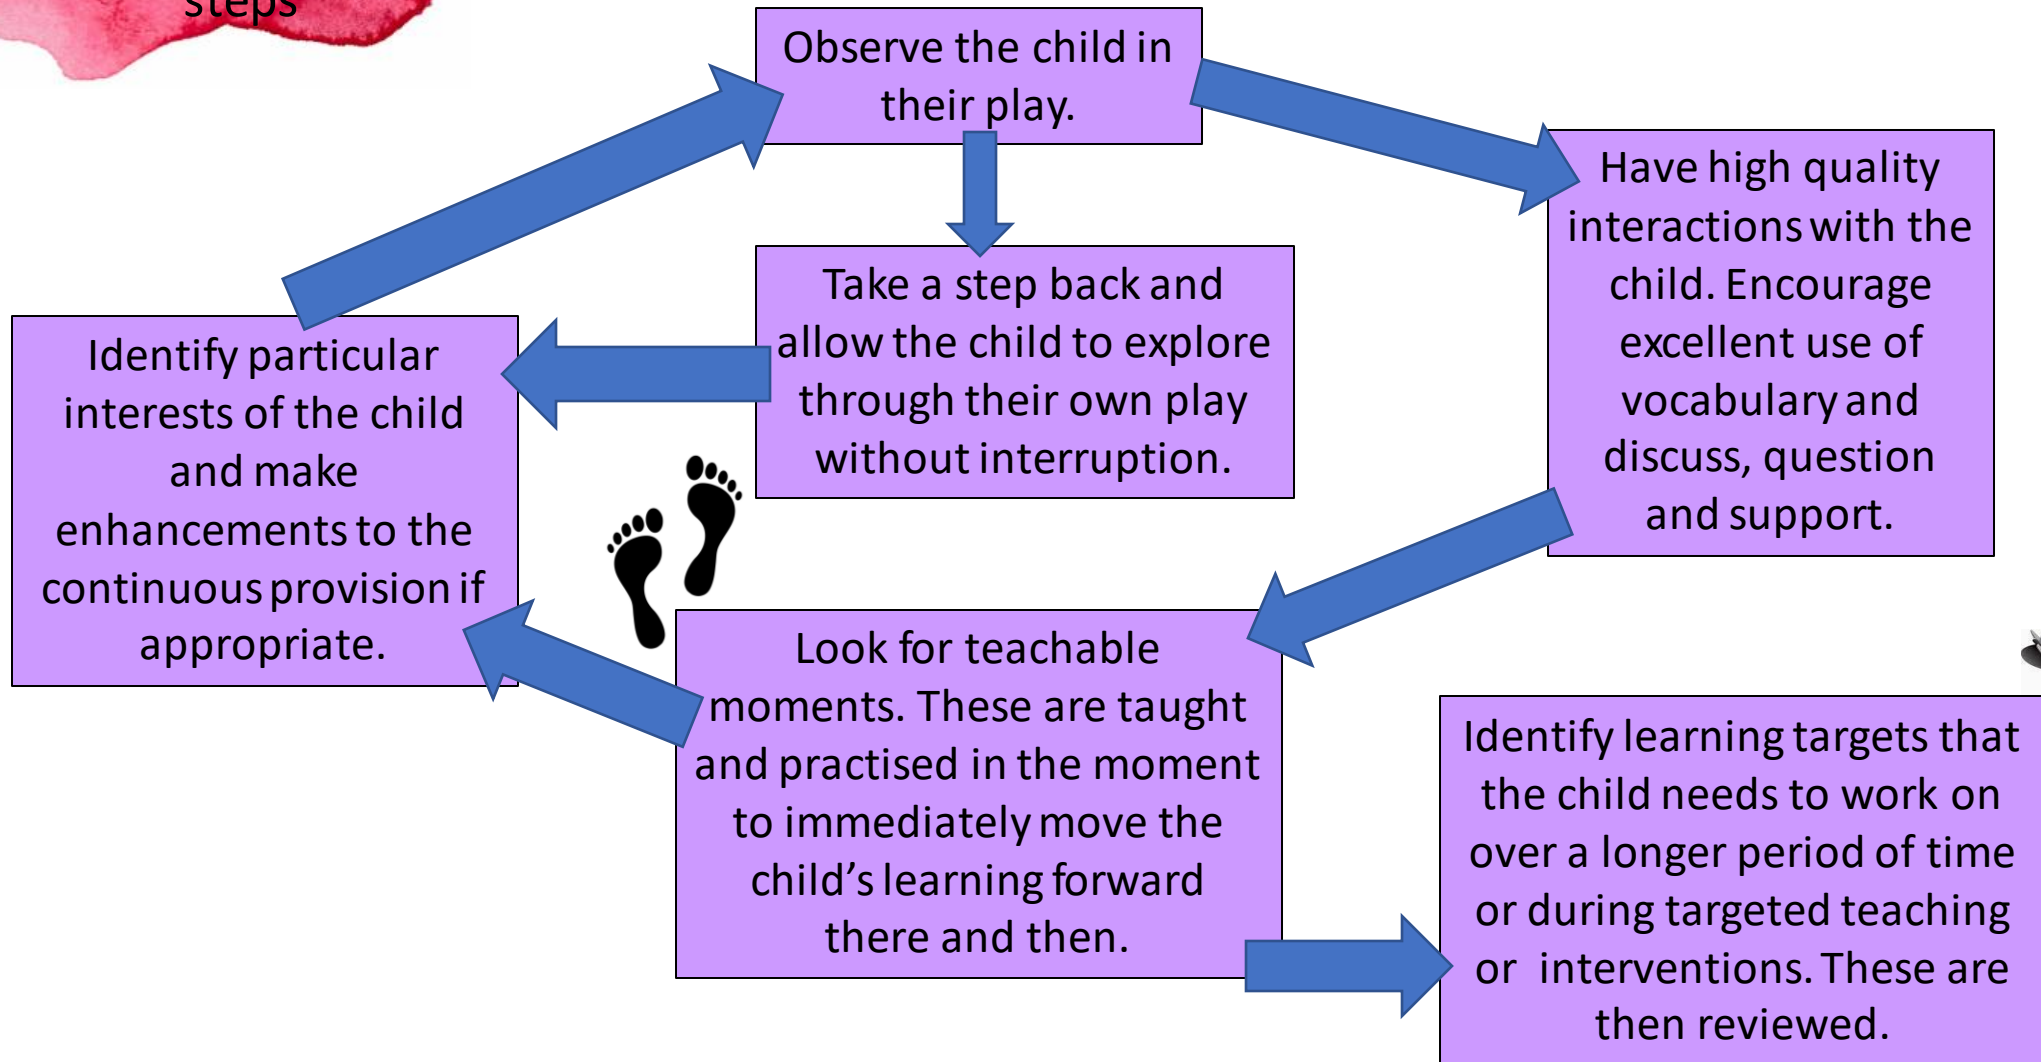 steps
Observe the child in
their play.
Have high quality
interactions with the
child. Encourage
excellent use of
vocabulary and
discuss, question
and support.
Take a step back and
allow the child to explore
through their own play
without interruption.
Identify particular
interests of the child
and make
enhancements to the
continuous provision if
appropriate.
Look for teachable
moments. These are taught
and practised in the moment
to immediately move the
child’s learning forward
there and then.
Identify learning targets that
the child needs to work on
over a longer period of time
or during targeted teaching
or interventions. These are
then reviewed.